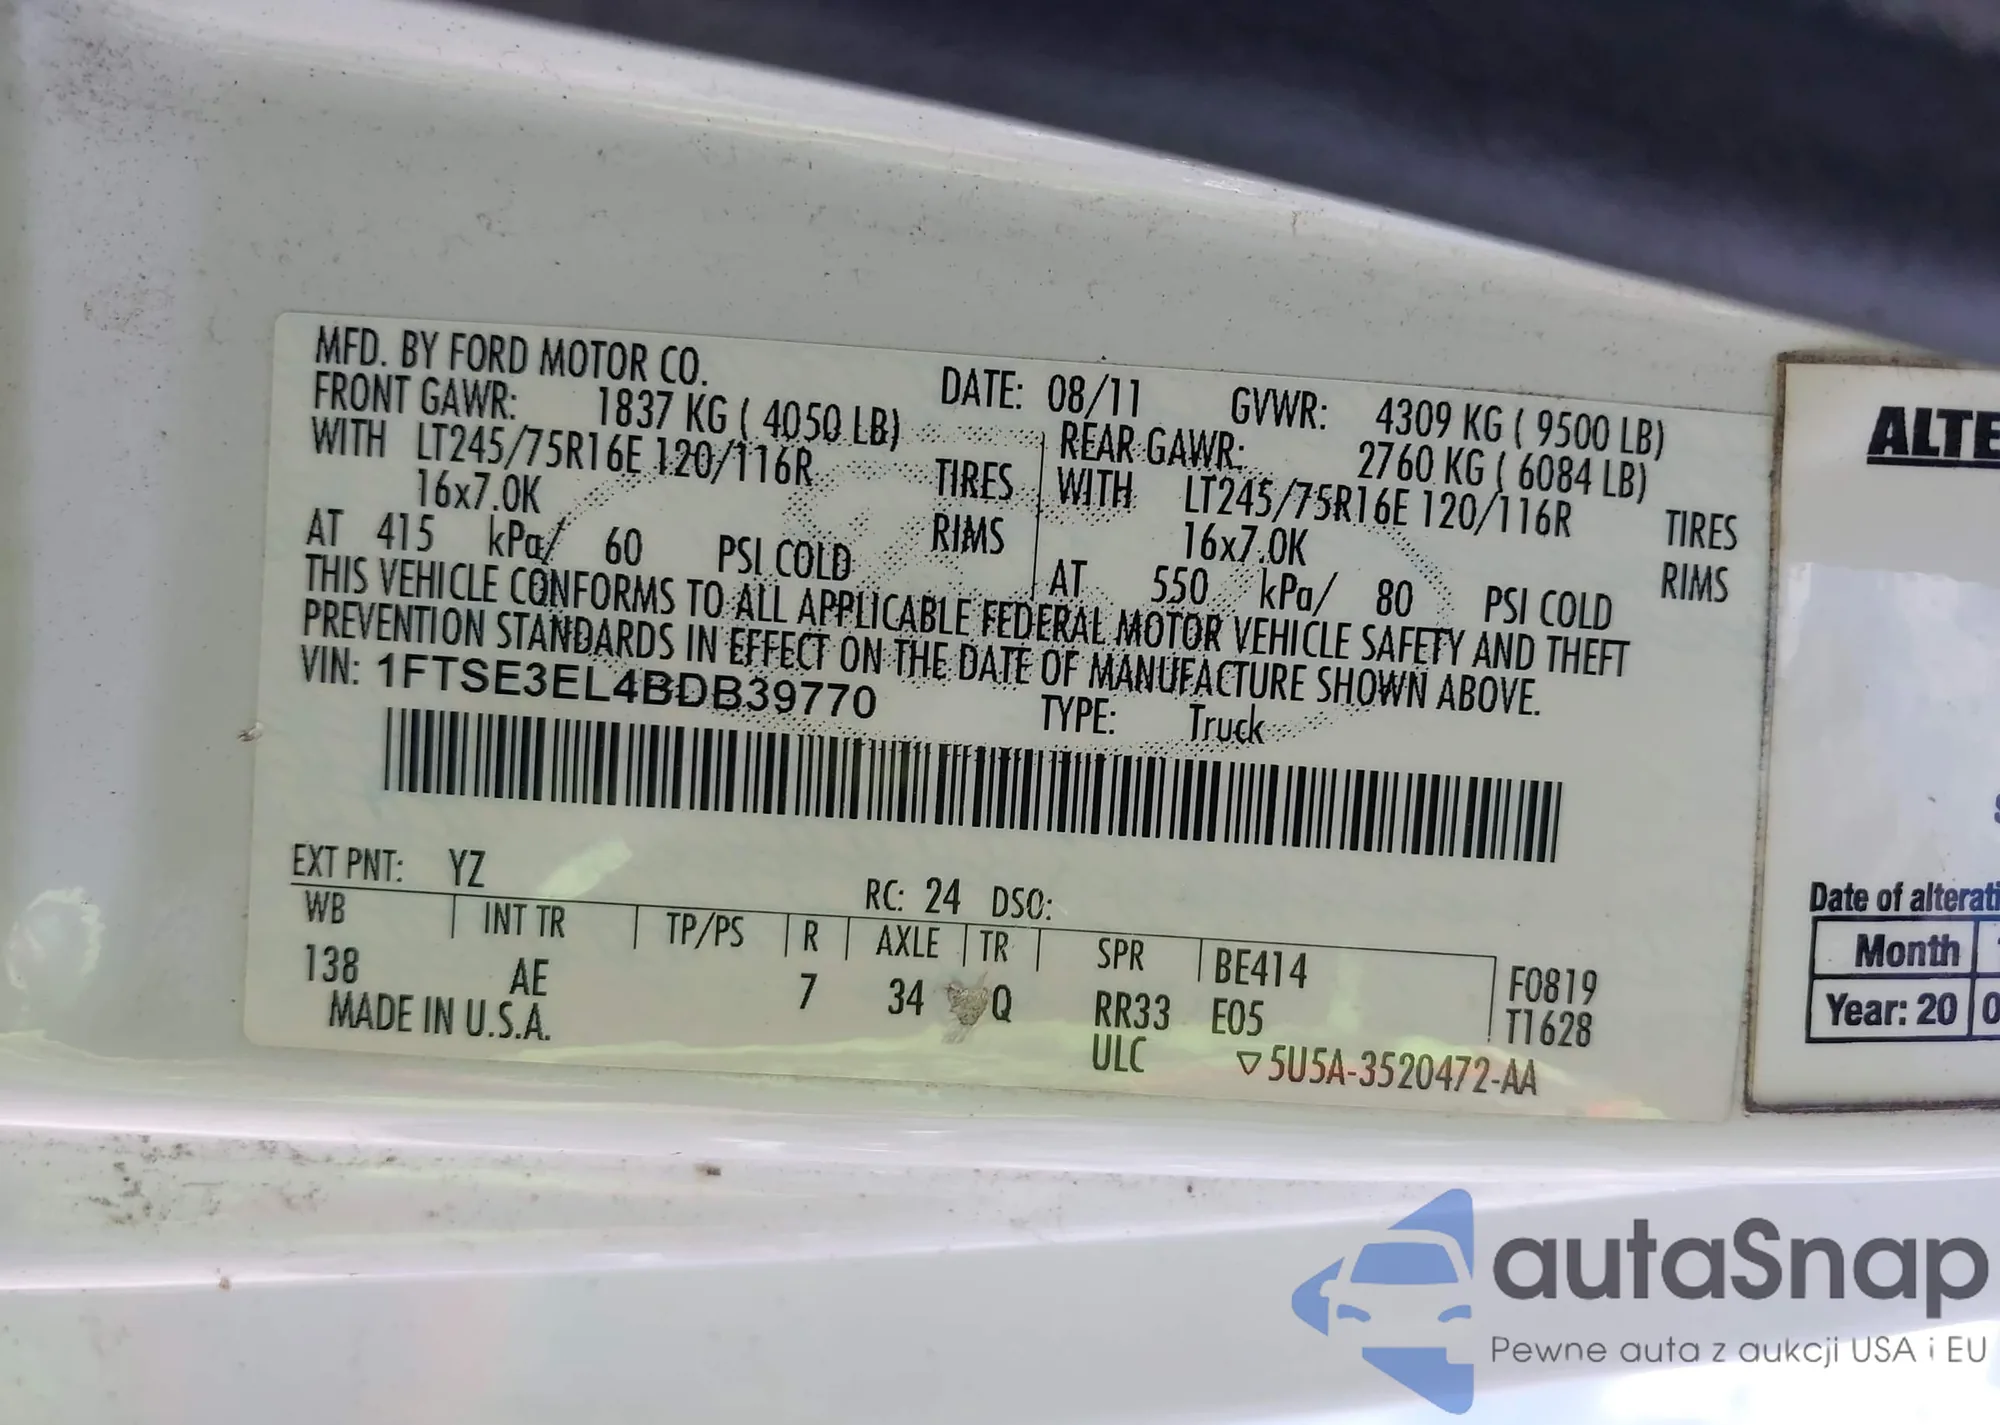 MFD. BY FORD MOTOR CO.
DATE: 08/11 GVWR: 4309 KG ( 9500 LB)
FRONT GAWR: 1837 KG ( 4050 LB)
WITH LT245/75R16E 120/116R TIRES
16x7.0K RIMS
AT 415 kPa/ 60 PSI COLD
REAR GAWR: 2760 KG ( 6084 LB)
WITH LT245/75R16E 120/116R TIRES
16x7.0K RIMS
AT 550 kPa/ 80 PSI COLD
THIS VEHICLE CONFORMS TO ALL APPLICABLE FEDERAL MOTOR VEHICLE SAFETY AND THEFT
PREVENTION STANDARDS IN EFFECT ON THE DATE OF MANUFACTURE SHOWN ABOVE.
VIN: 1FTSE3EL4BDB39770 TYPE: Truck
EXT PNT: YZ RC: 24 DSO:
WB INT TR TP/PS R AXLE TR SPR BE414 F0819
138 AE 7 34 Q RR33 E05 T1628
MADE IN U.S.A. ULC ▽5U5A-3520472-AA
ALTE
Date of alterati
Month
Year: 20 0
autaSnap
Pewne auta z aukcji USA i EU